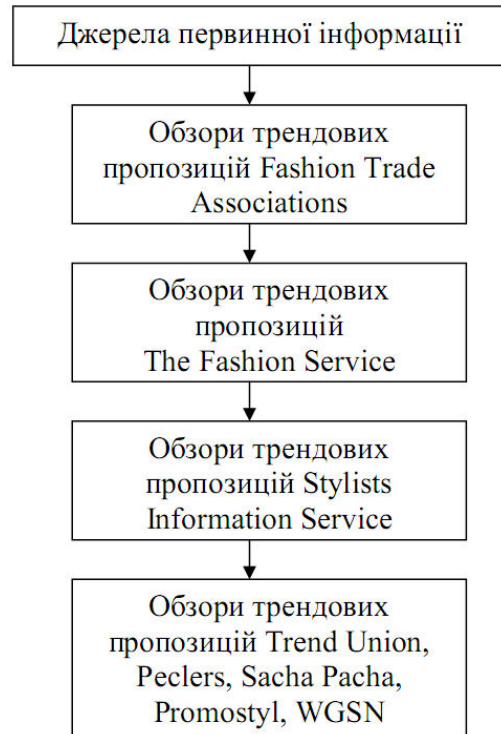 Джерела первинної інформації
Обзори трендових
пропозицій Fashion Trade
Associations
Обзори трендових
пропозицій
The Fashion Service
Обзори трендових
пропозицій Stylists
Information Service
Обзори трендових
пропозицій Trend Union,
Peclers, Sacha Pacha,
Promostyl, WGSN